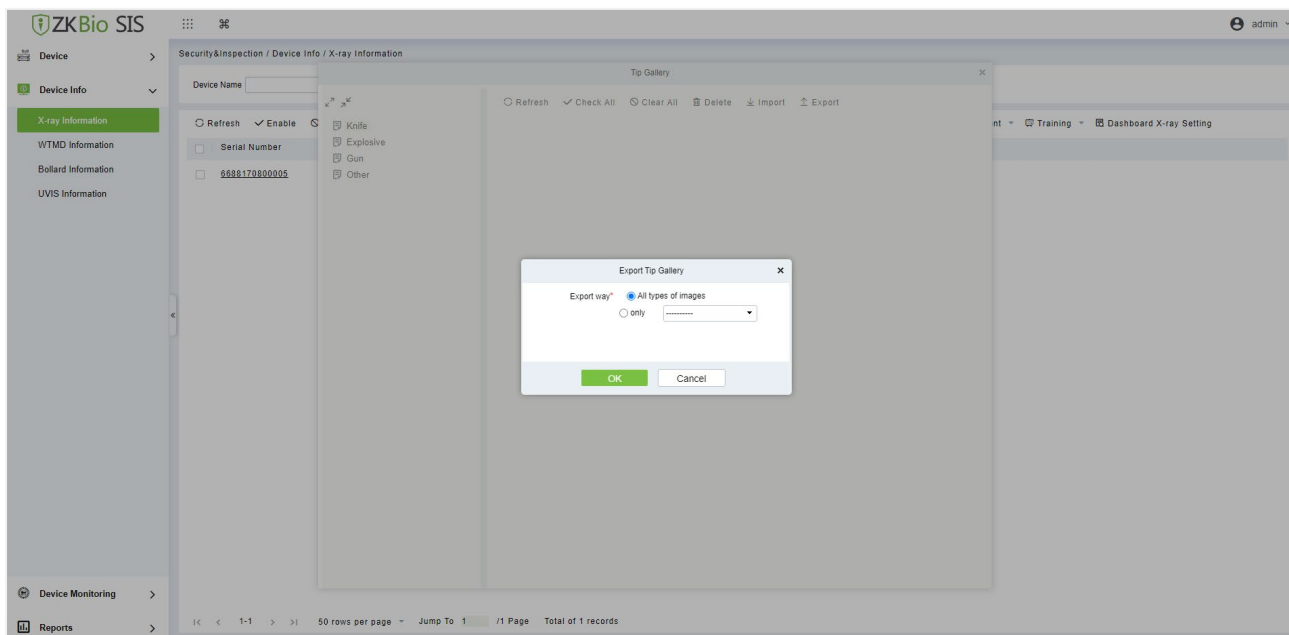 ZKBio SIS
admin
Device
Security&Inspection / Device Info / X-ray Information
Tip Gallery
Device Info
Device Name
Refresh Check All Clear All Delete Import Export
X-ray Information
Refresh Enable
Knife
nt Training Dashboard X-ray Setting
WTMD Information
Serial Number
Explosive
Gun
Bollard Information
6688170800005
Other
UVIS Information
Export Tip Gallery
Export way* All types of images
only ----------
OK Cancel
Device Monitoring
Reports
1-1 50 rows per page Jump To 1 /1 Page Total of 1 records